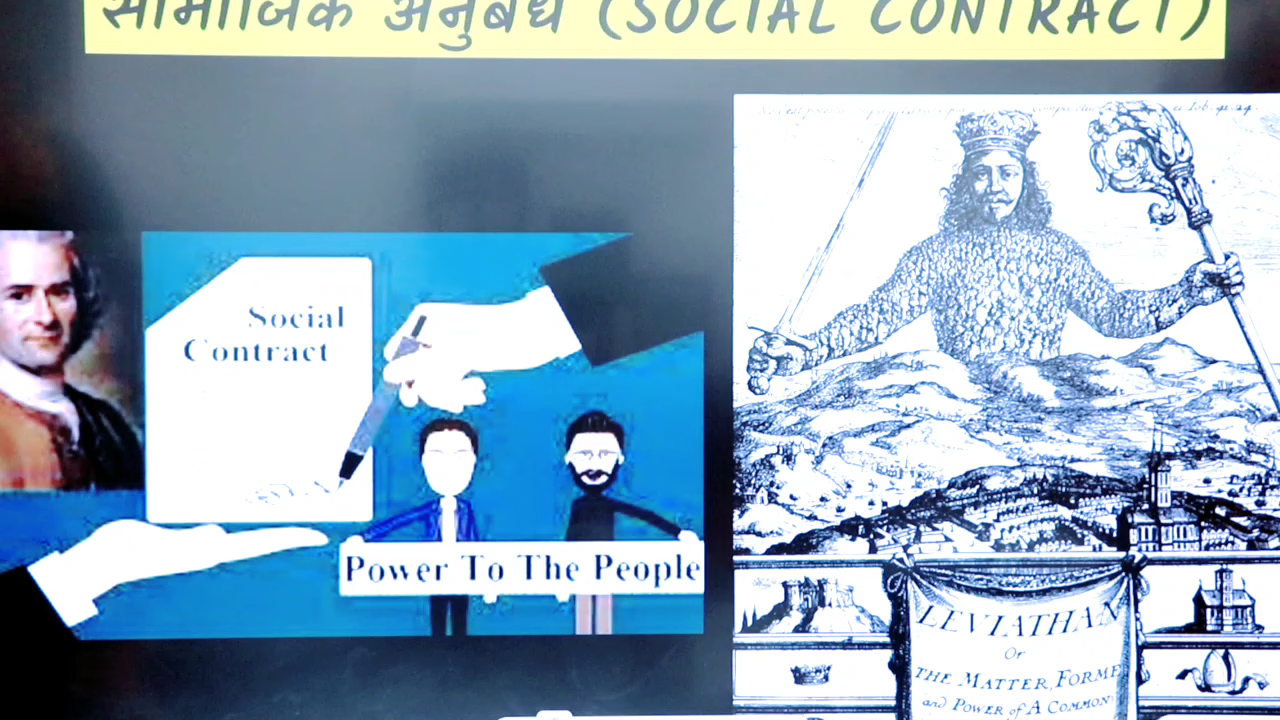 सामाजिक अनुबंध (SOCIAL CONTRACT)
Social
Contract
Power To The People
LEVIATHAN
Or
THE MATTER, FORME
and POWER of A COMMON